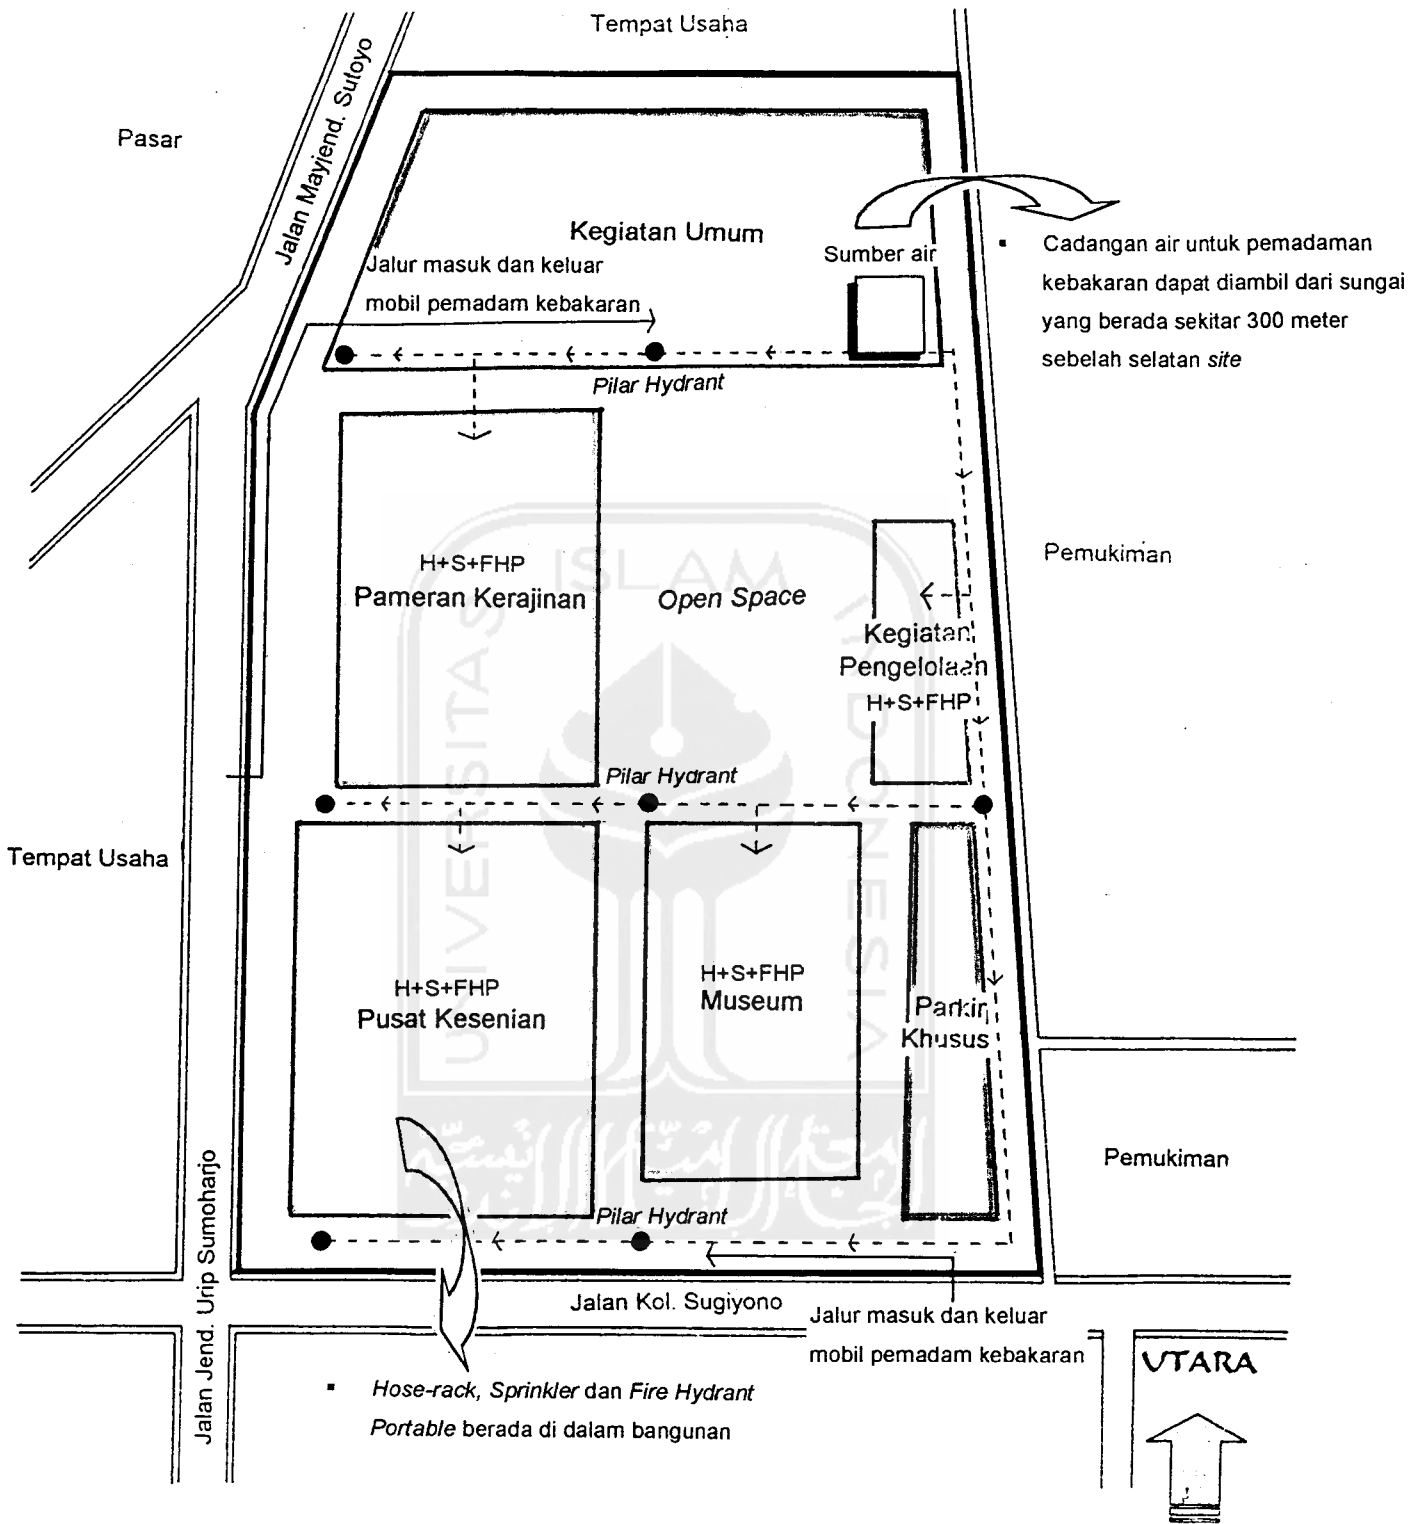 Tempat Usaha
Jalan Mayjend. Sutoyo
Pasar
Kegiatan Umum
Sumber air
Jalur masuk dan keluar
mobil pemadam kebakaran
▪ Cadangan air untuk pemadaman
kebakaran dapat diambil dari sungai
yang berada sekitar 300 meter
sebelah selatan site
Pilar Hydrant
H+S+FHP
Pameran Kerajinan
Open Space
Kegiatan
Pengelolaan
H+S+FHP
Pemukiman
ISLAM
UNIVERSITAS
INDONESIA
Pilar Hydrant
Tempat Usaha
H+S+FHP
Pusat Kesenian
H+S+FHP
Museum
Parkir
Khusus
Pemukiman
Pilar Hydrant
Jalan Jend. Urip Sumoharjo
Jalan Kol. Sugiyono
Jalur masuk dan keluar
mobil pemadam kebakaran
UTARA
▪ Hose-rack, Sprinkler dan Fire Hydrant
Portable berada di dalam bangunan